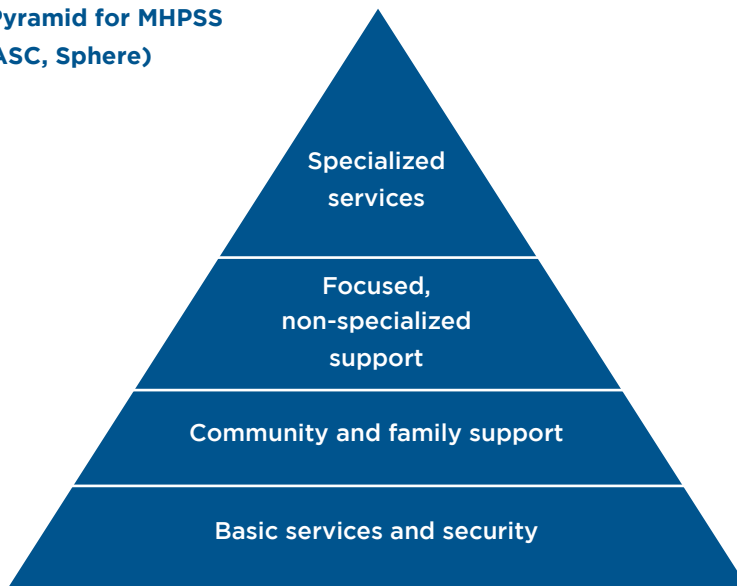 Pyramid for MHPSS
ASC, Sphere)
Specialized
services
Focused,
non-specialized
support
Community and family support
Basic services and security